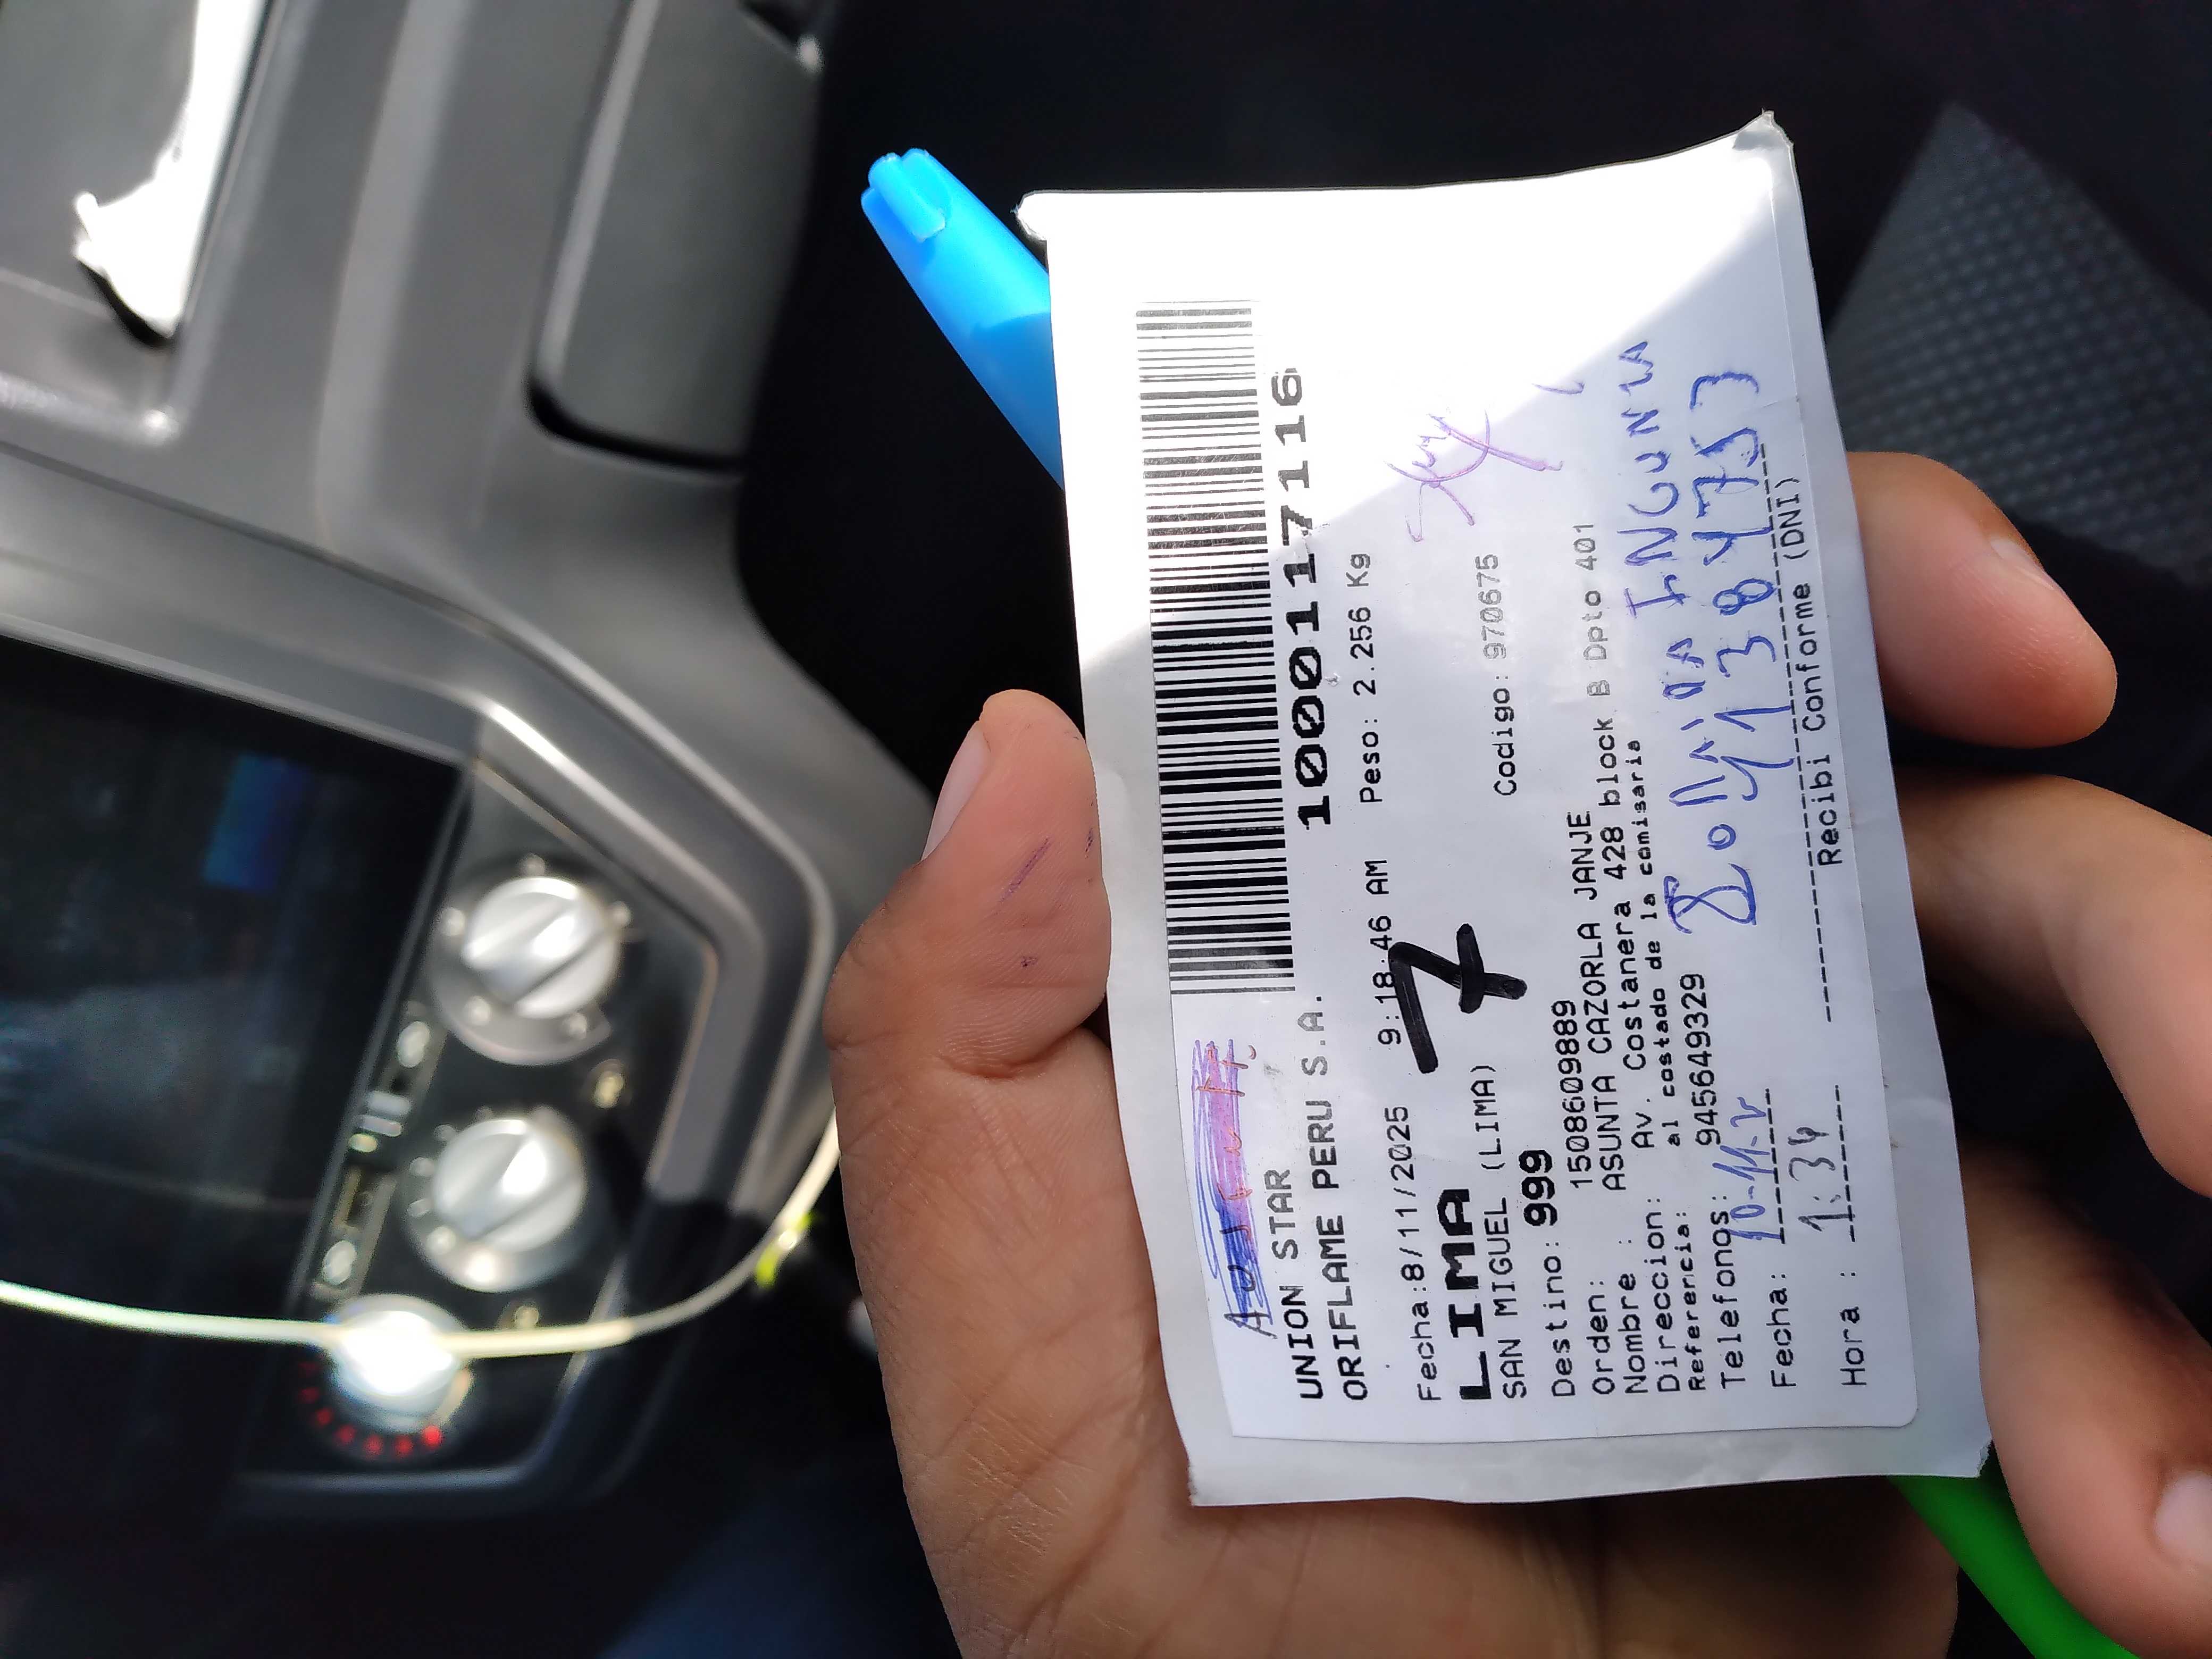 1000117116
UNION STAR
ORIFLAME PERU S.A.
Fecha:8/11/2025 9:18:46 AM Peso: 2.256 Kg
7
LIMA
SAN MIGUEL (LIMA)
Destino: 999 Codigo: 970675
Orden: 1508609889
Nombre : ASUNTA CAZORLA JANJE
Direccion: Av. Costanera 428 block B Dpto 401
Referencia: al costado de la comisaria
Telefonos: 945649329
Fecha: 10-11-2
Hora : 1:34
Recibi Conforme (DNI)